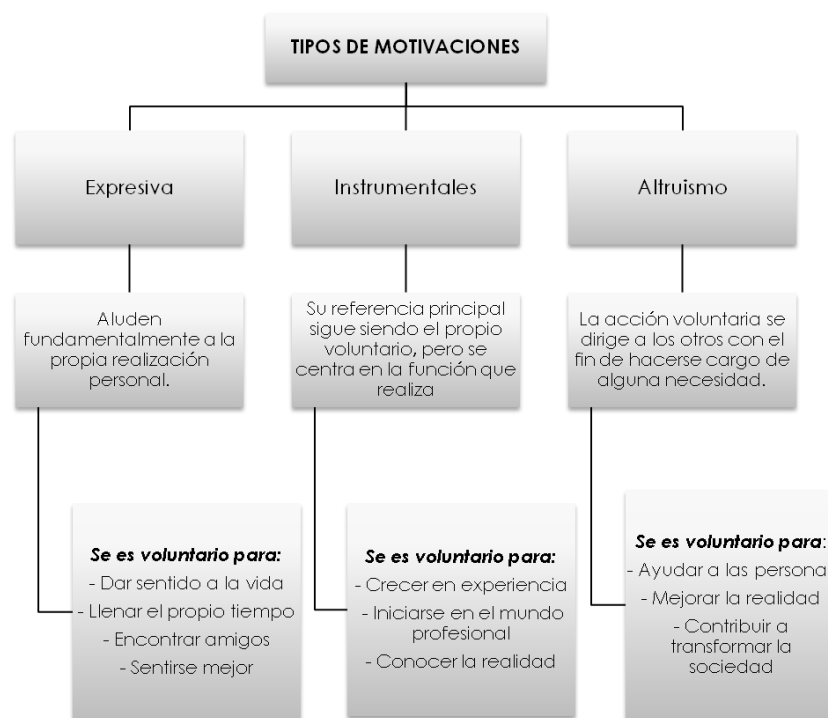 TIPOS DE MOTIVACIONES
Expresiva
Instrumentales
Altruismo
Aluden
fundamentalmente a la
propia realización
personal.
Su referencia principal
sigue siendo el propio
voluntario, pero se
centra en la función que
realiza
La acción voluntaria se
dirige a los otros con el
fin de hacerse cargo de
alguna necesidad.
Se es voluntario para:
- Dar sentido a la vida
- Llenar el propio tiempo
- Encontrar amigos
- Sentirse mejor
Se es voluntario para:
- Crecer en experiencia
- Iniciarse en el mundo
profesional
- Conocer la realidad
Se es voluntario para:
- Ayudar a las persona
- Mejorar la realidad
- Contribuir a
transformar la
sociedad